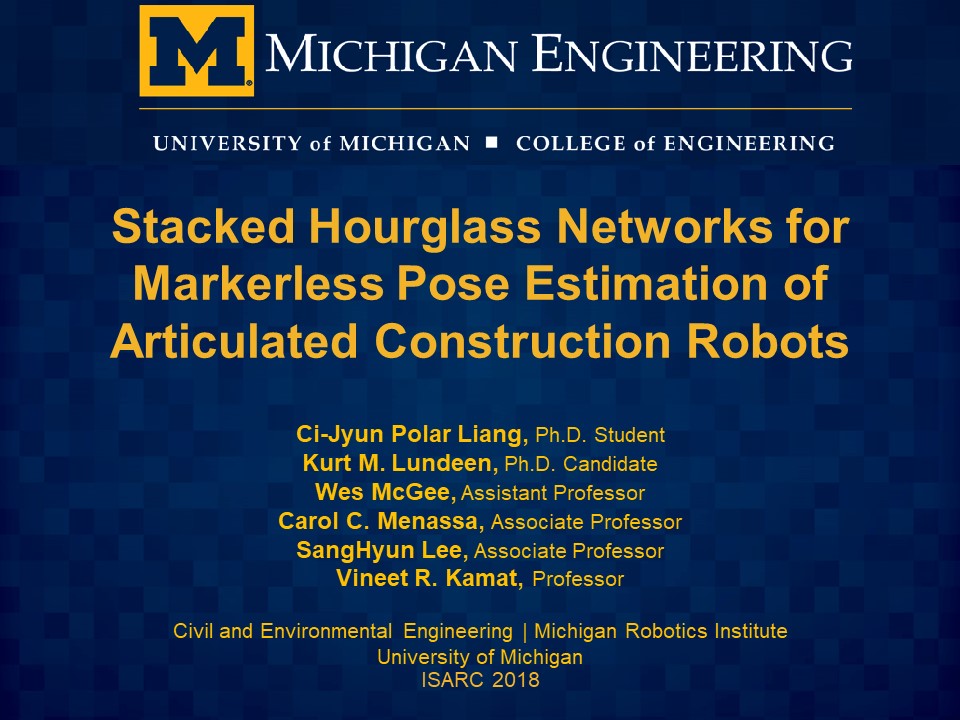 M
MICHIGAN ENGINEERING
UNIVERSITY of MICHIGAN ■ COLLEGE of ENGINEERING
Stacked Hourglass Networks for
Markerless Pose Estimation of
Articulated Construction Robots
Ci-Jyun Polar Liang, Ph.D. Student
Kurt M. Lundeen, Ph.D. Candidate
Wes McGee, Assistant Professor
Carol C. Menassa, Associate Professor
SangHyun Lee, Associate Professor
Vineet R. Kamat, Professor
Civil and Environmental Engineering | Michigan Robotics Institute
University of Michigan
ISARC 2018